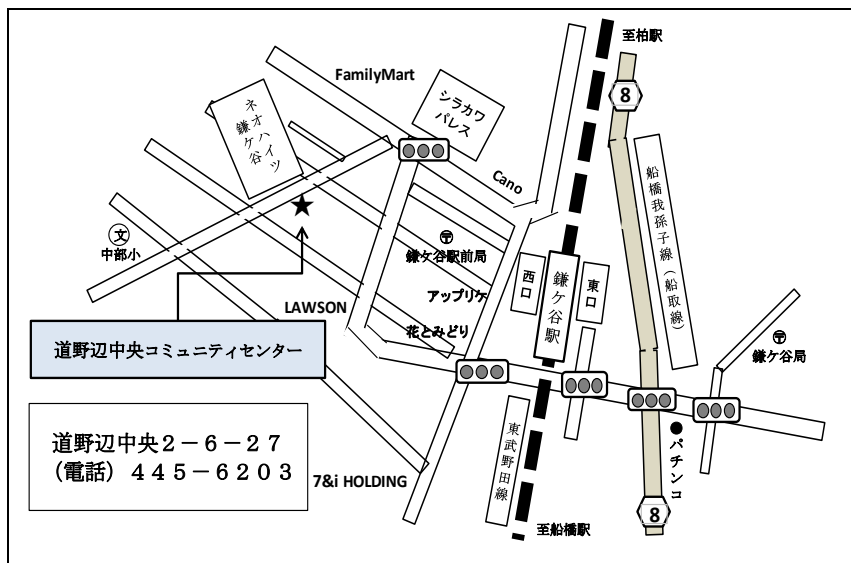 至柏駅
FamilyMart
8
シラカワ
パレス
ネオハイツ
鎌ケ谷
Cano
船橋我孫子線(船取線)
文
中部小
〶
鎌ケ谷駅前局
西口
鎌ケ谷駅
東口
アップリケ
LAWSON
花とみどり
〶
鎌ケ谷局
道野辺中央コミュニティセンター
道野辺中央2-6-27
(電話) 445-6203
7&i HOLDING
東武野田線
パチンコ
8
至船橋駅